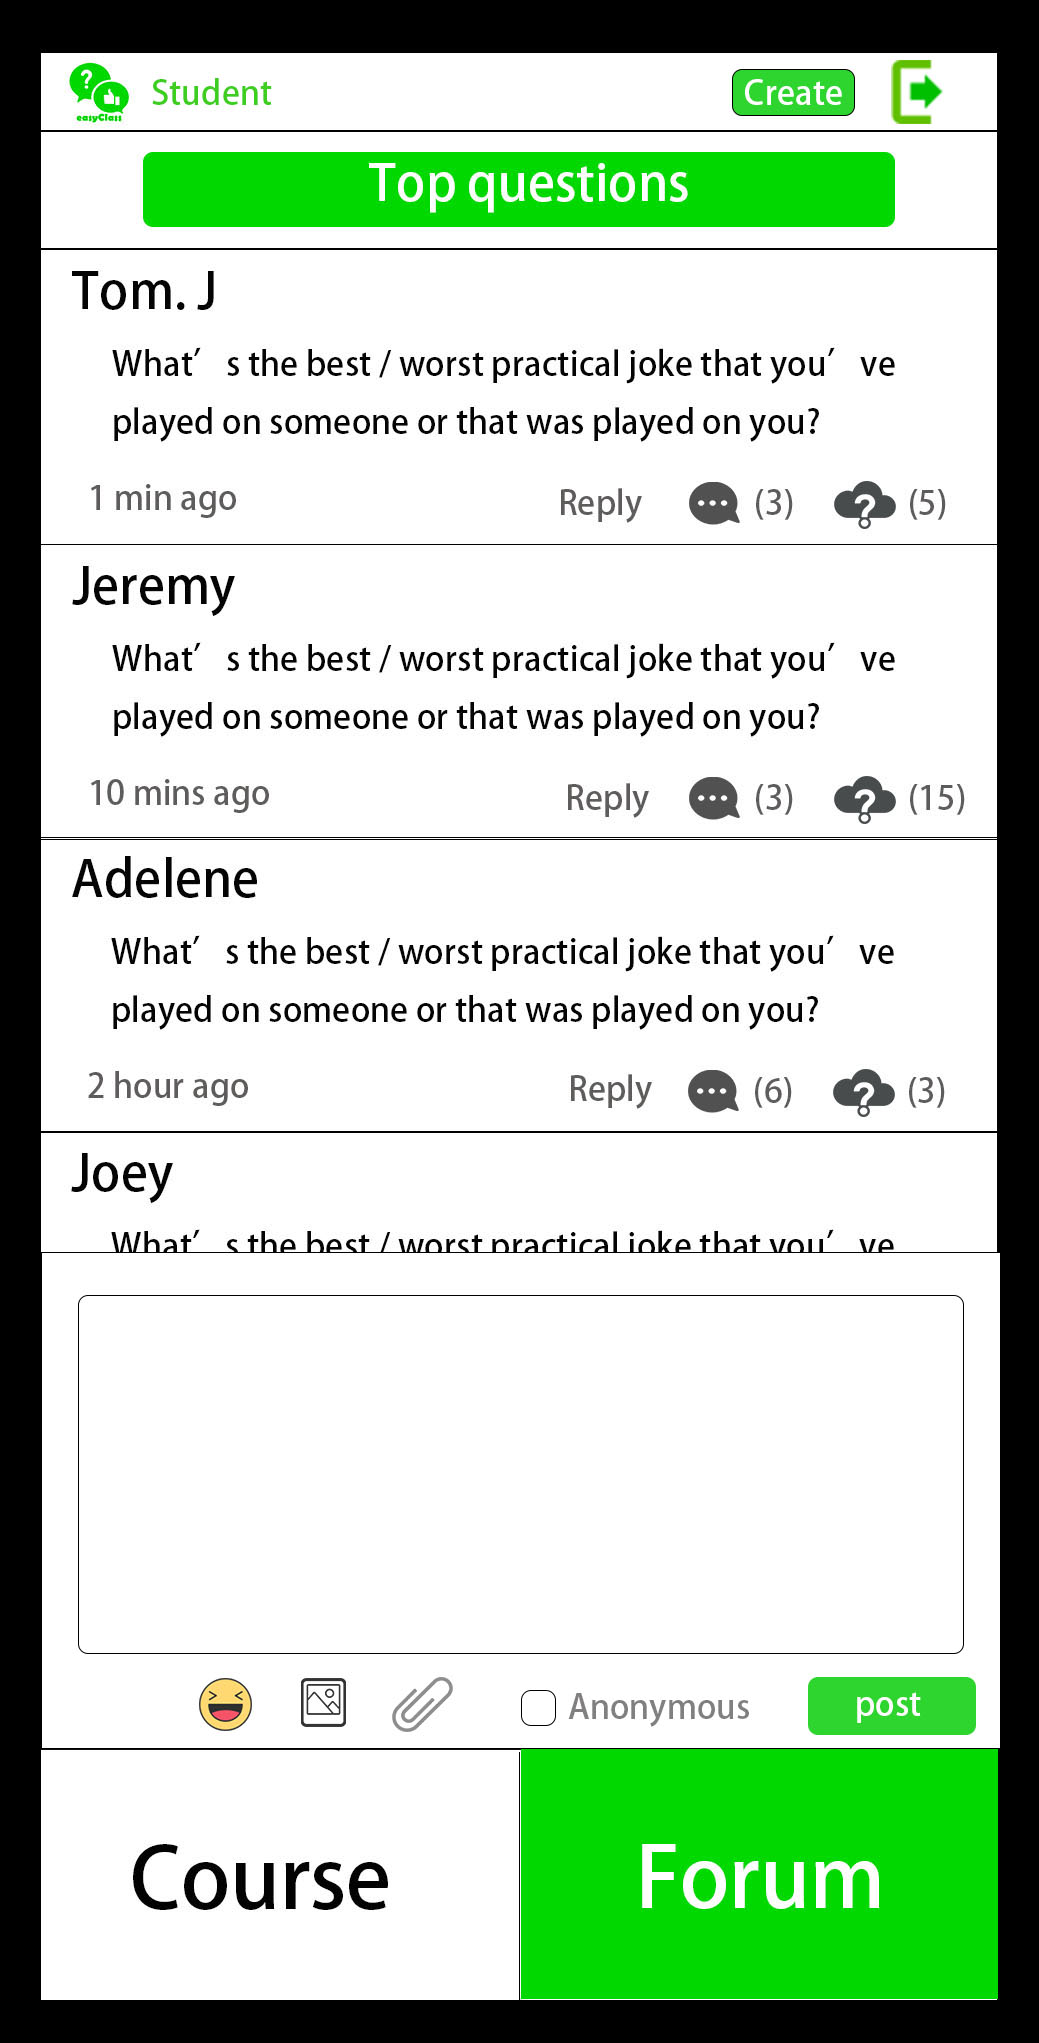 easyClass
Student
Create
Top questions
Tom. J
What′s the best / worst practical joke that you′ve
played on someone or that was played on you?
1 min ago
Reply (3) (5)
Jeremy
What′s the best / worst practical joke that you′ve
played on someone or that was played on you?
10 mins ago
Reply (3) (15)
Adelene
What′s the best / worst practical joke that you′ve
played on someone or that was played on you?
2 hour ago
Reply (6) (3)
Joey
What′s the best / worst practical joke that you′ve
Anonymous
post
Course
Forum